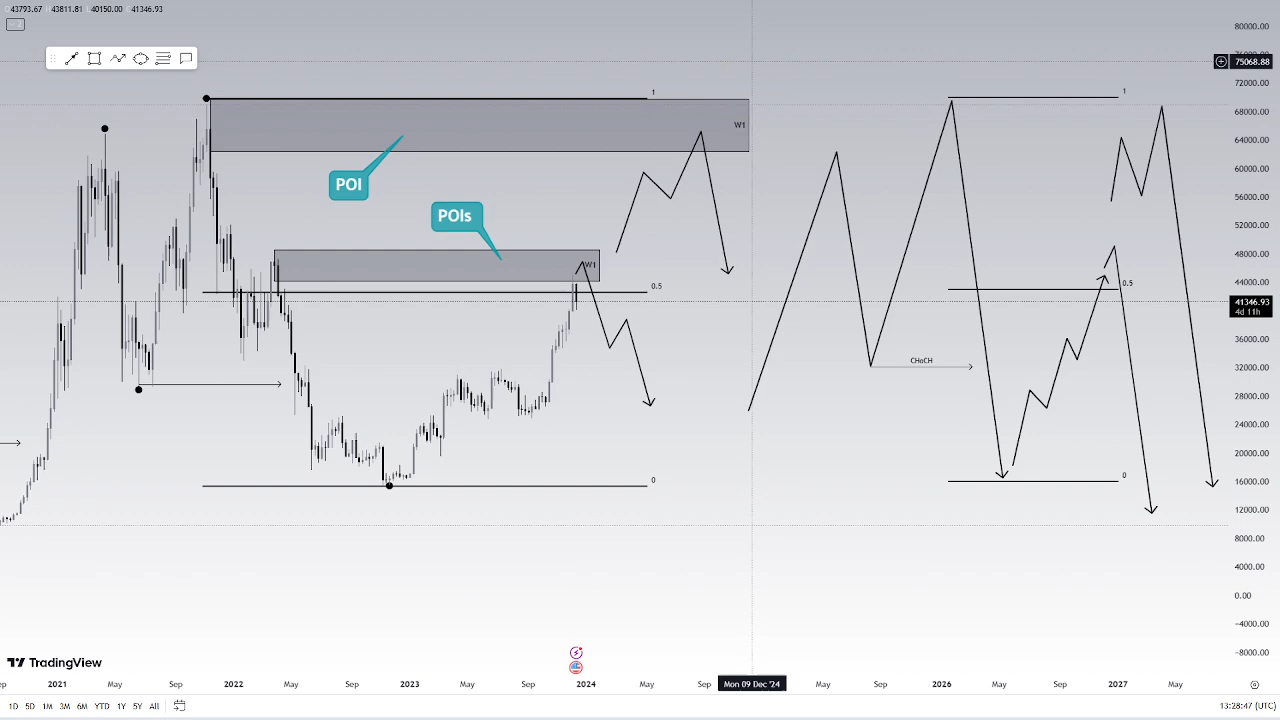 43793.67 43811.81 40150.00 41346.93
1
W1
POI
POIs
W1
0.5
0
1
CHoCH
0.5
0
80000.00
75068.88
72000.00
68000.00
64000.00
60000.00
56000.00
52000.00
48000.00
44000.00
41346.93
4d 11h
36000.00
32000.00
28000.00
24000.00
20000.00
16000.00
12000.00
8000.00
4000.00
0.00
−4000.00
−8000.00
TradingView
2021 May Sep 2022 May Sep 2023 May Sep 2024 May Sep Mon 09 Dec '24 May Sep 2026 May Sep 2027 May
1D 5D 1M 3M 6M YTD 1Y 5Y All
13:28:47 (UTC)